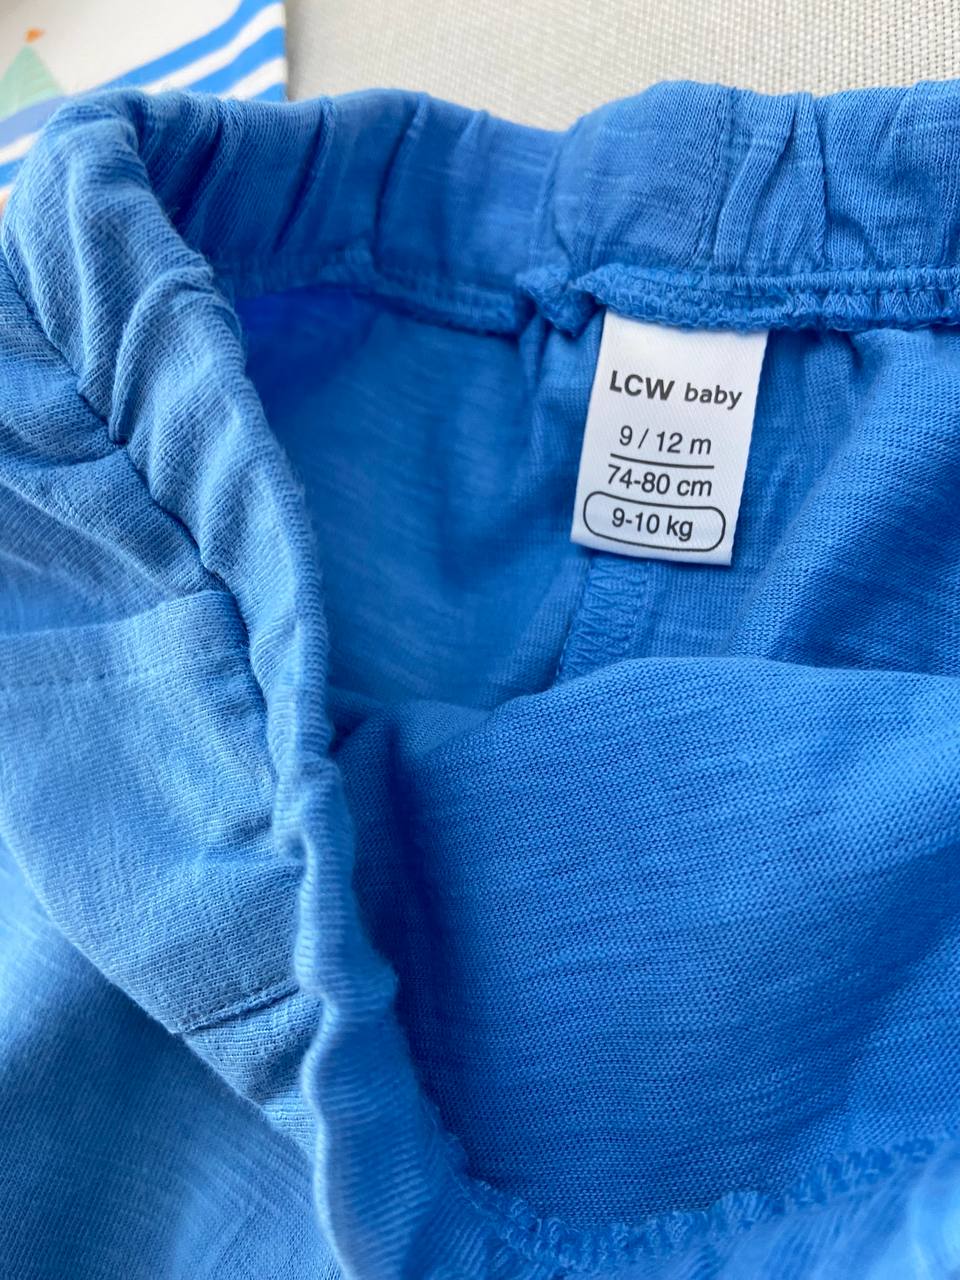 LCW baby
9 / 12 m
74-80 cm
9-10 kg